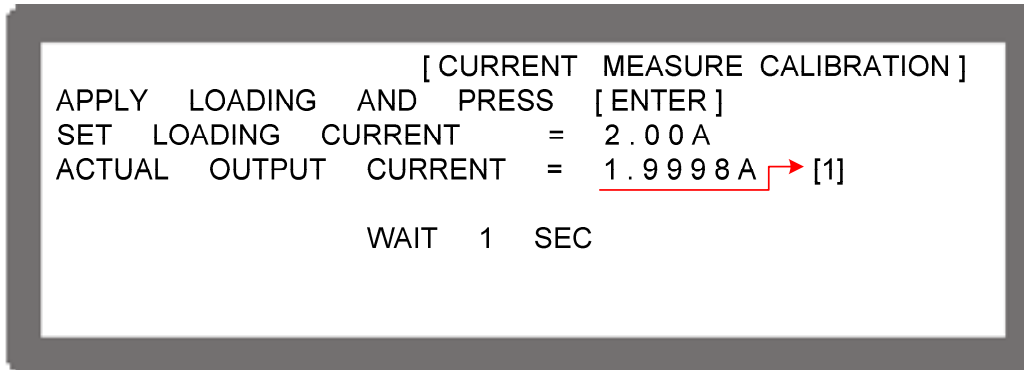 [ CURRENT MEASURE CALIBRATION ]
APPLY LOADING AND PRESS [ ENTER ]
SET LOADING CURRENT = 2.00A
ACTUAL OUTPUT CURRENT = 1.9998A [1]
WAIT 1 SEC